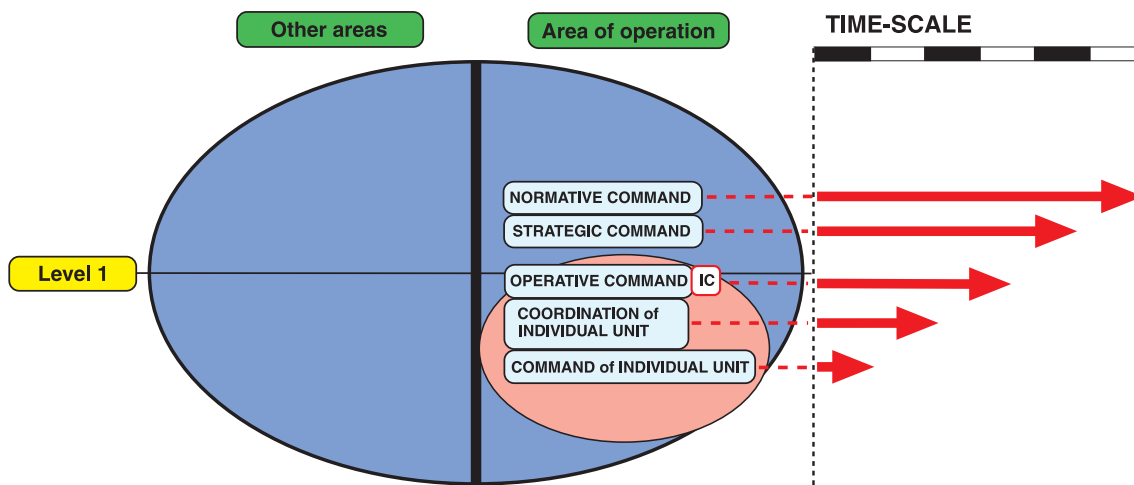 Other areas
Area of operation
TIME-SCALE
NORMATIVE COMMAND
STRATEGIC COMMAND
Level 1
OPERATIVE COMMAND
IC
COORDINATION of
INDIVIDUAL UNIT
COMMAND of INDIVIDUAL UNIT